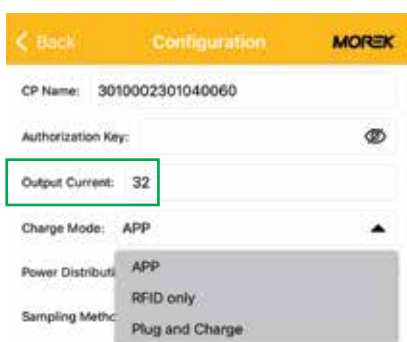 < Back Configuration MOREK
CP Name: 3010002301040060
Authorization Key:
Output Current: 32
Charge Mode: APP
Power Distributi APP
RFID only
Sampling Methc Plug and Charge